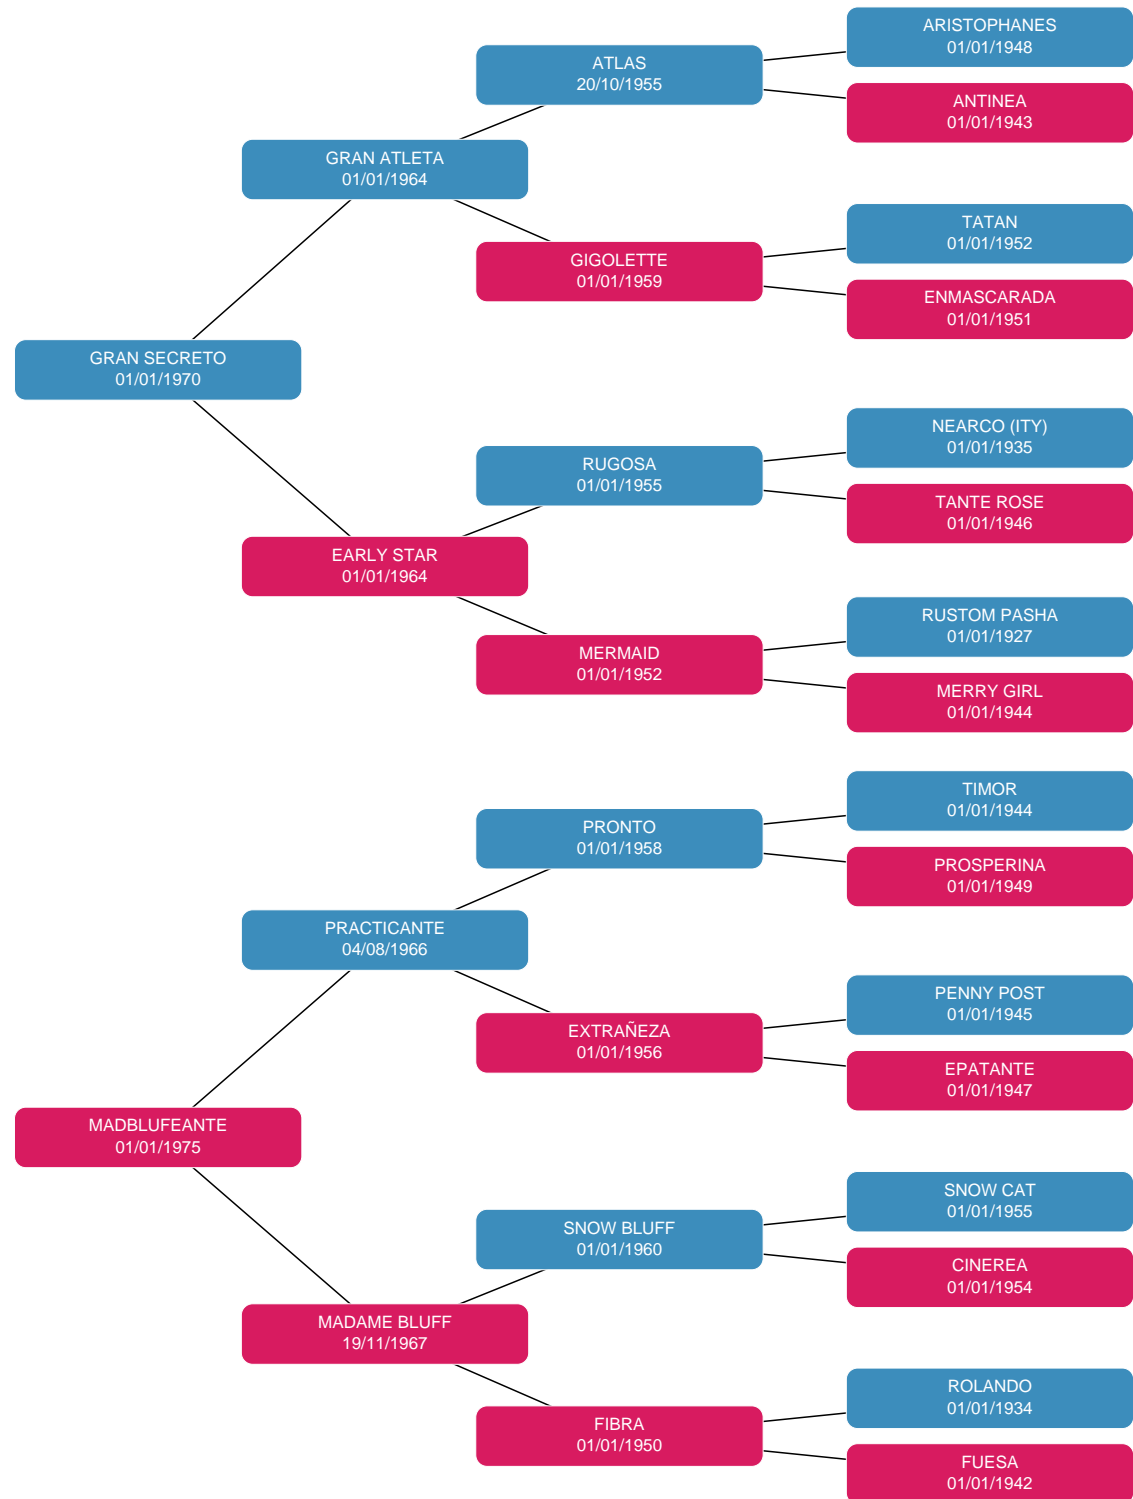 ARISTOPHANES
01/01/1948
ATLAS
20/10/1955
ANTINEA
01/01/1943
GRAN ATLETA
01/01/1964
TATAN
01/01/1952
GIGOLETTE
01/01/1959
ENMASCARADA
01/01/1951
GRAN SECRETO
01/01/1970
NEARCO (ITY)
01/01/1935
RUGOSA
01/01/1955
TANTE ROSE
01/01/1946
EARLY STAR
01/01/1964
RUSTOM PASHA
01/01/1927
MERMAID
01/01/1952
MERRY GIRL
01/01/1944
TIMOR
01/01/1944
PRONTO
01/01/1958
PROSPERINA
01/01/1949
PRACTICANTE
04/08/1966
PENNY POST
01/01/1945
EXTRAÑEZA
01/01/1956
EPATANTE
01/01/1947
MADBLUFEANTE
01/01/1975
SNOW CAT
01/01/1955
SNOW BLUFF
01/01/1960
CINEREA
01/01/1954
MADAME BLUFF
19/11/1967
ROLANDO
01/01/1934
FIBRA
01/01/1950
FUESA
01/01/1942